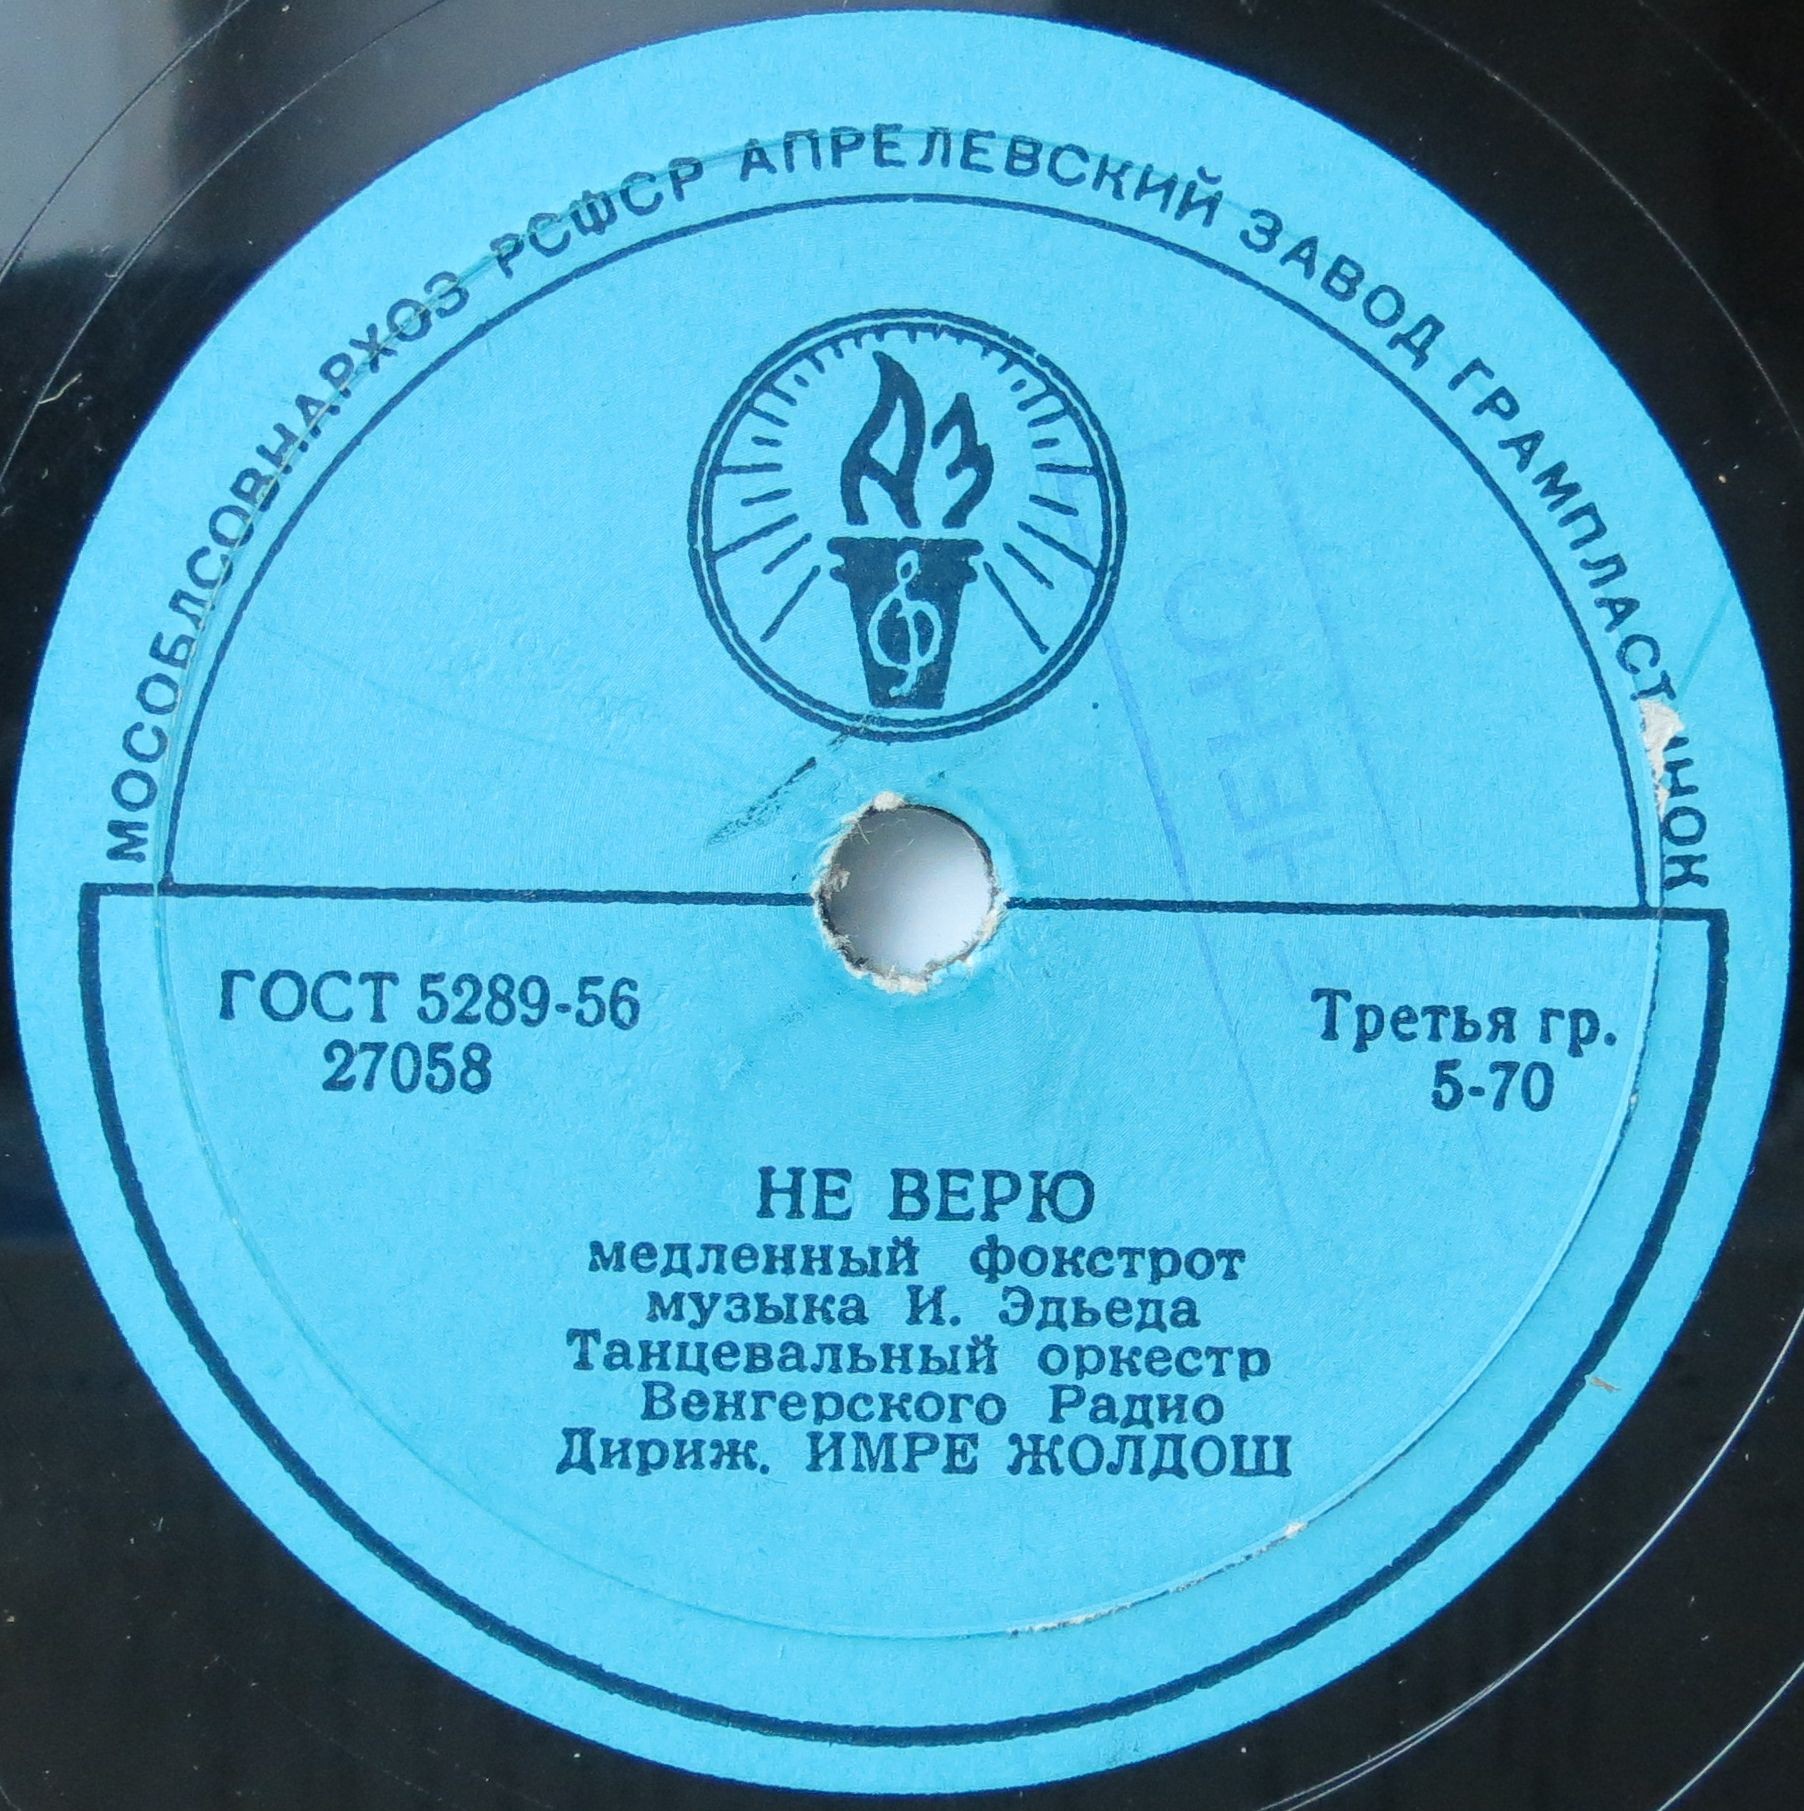 МОСОБЛСОВНАРХОЗ РСФСР АПРЕЛЕВСКИЙ ЗАВОД ГРАМПЛАСТИНОК
АЗ
ГОСТ 5289-56
27058
Третья гр.
5-70
НЕ ВЕРЮ
медленный фокстрот
музыка И. Эдьеда
Танцевальный оркестр
Венгерского Радио
Дириж. ИМРЕ ЖОЛДОШ